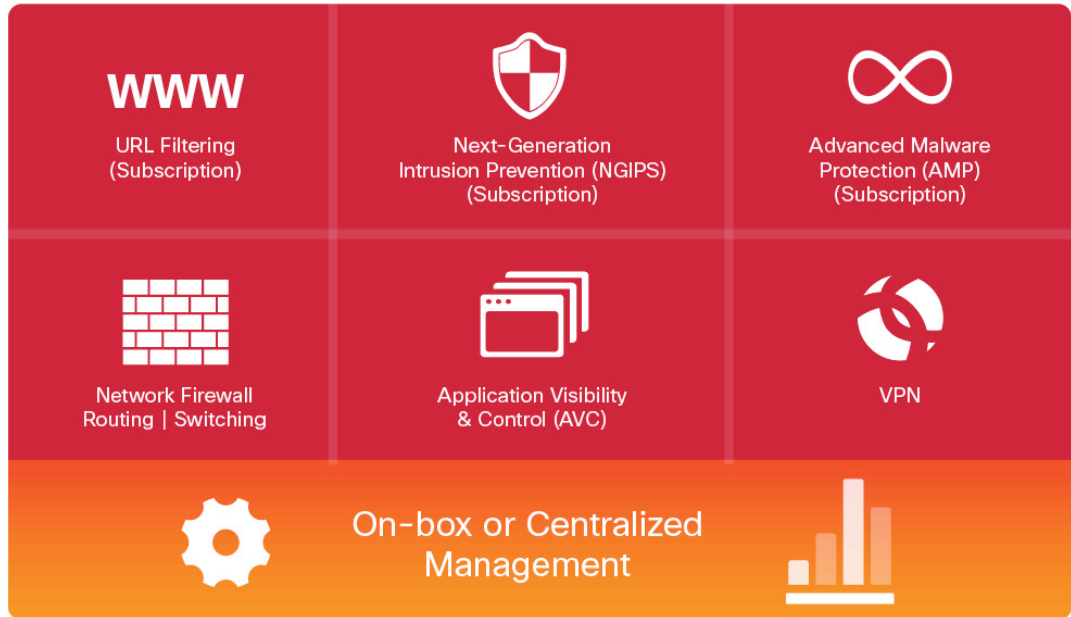 WWW
URL Filtering
(Subscription)
Next-Generation
Intrusion Prevention (NGIPS)
(Subscription)
Advanced Malware
Protection (AMP)
(Subscription)
Network Firewall
Routing | Switching
Application Visibility
& Control (AVC)
VPN
On-box or Centralized
Management